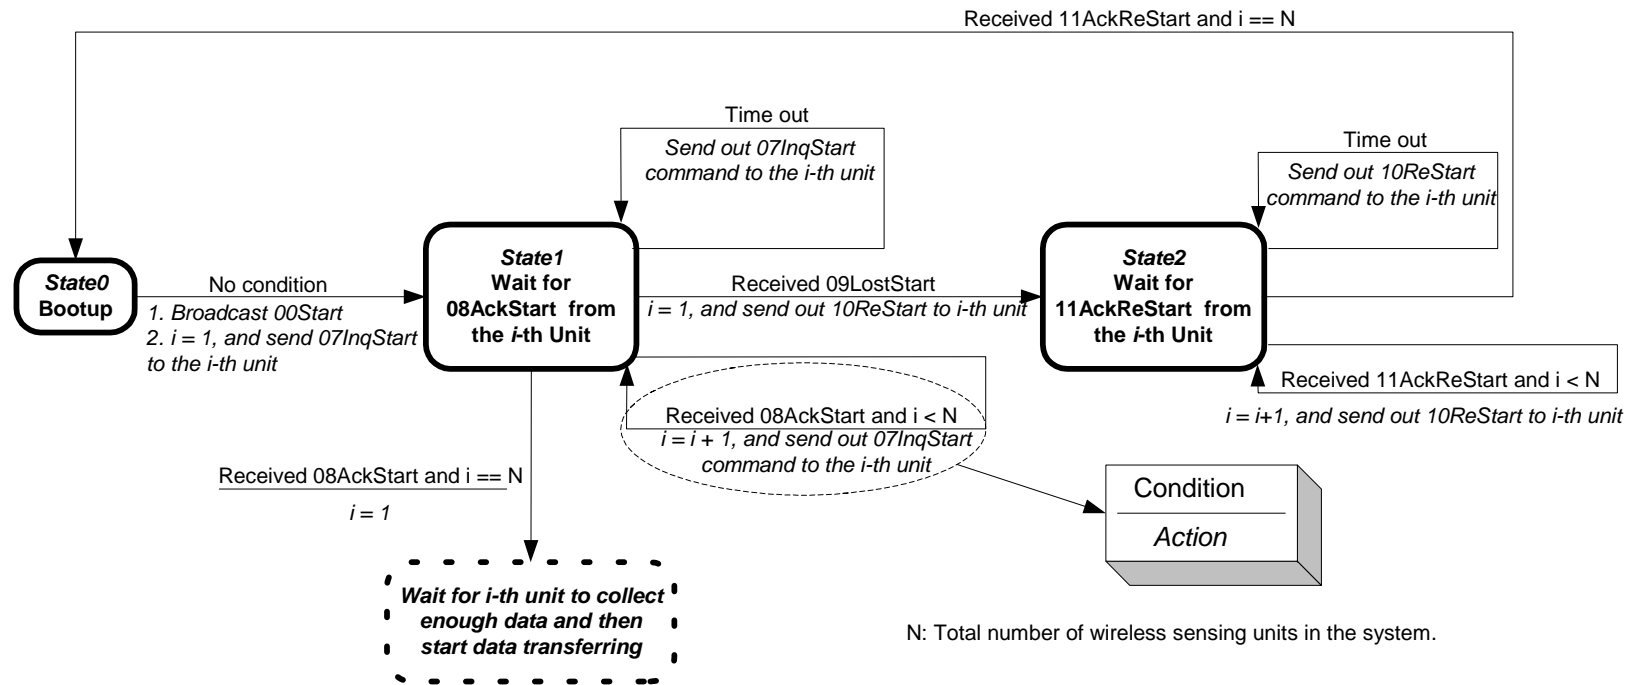 Received 11AckReStart and i == N
Time out
Send out 07InqStart
command to the i-th unit
Time out
Send out 10ReStart
command to the i-th unit
State0
Bootup
No condition
1. Broadcast 00Start
2. i = 1, and send 07InqStart
to the i-th unit
State1
Wait for
08AckStart from
the i-th Unit
Received 09LostStart
i = 1, and send out 10ReStart to i-th unit
State2
Wait for
11AckReStart from
the i-th Unit
Received 11AckReStart and i < N
i = i+1, and send out 10ReStart to i-th unit
Received 08AckStart and i < N
i = i + 1, and send out 07InqStart
command to the i-th unit
Received 08AckStart and i == N
i = 1
Condition
Action
Wait for i-th unit to collect
enough data and then
start data transferring
N: Total number of wireless sensing units in the system.